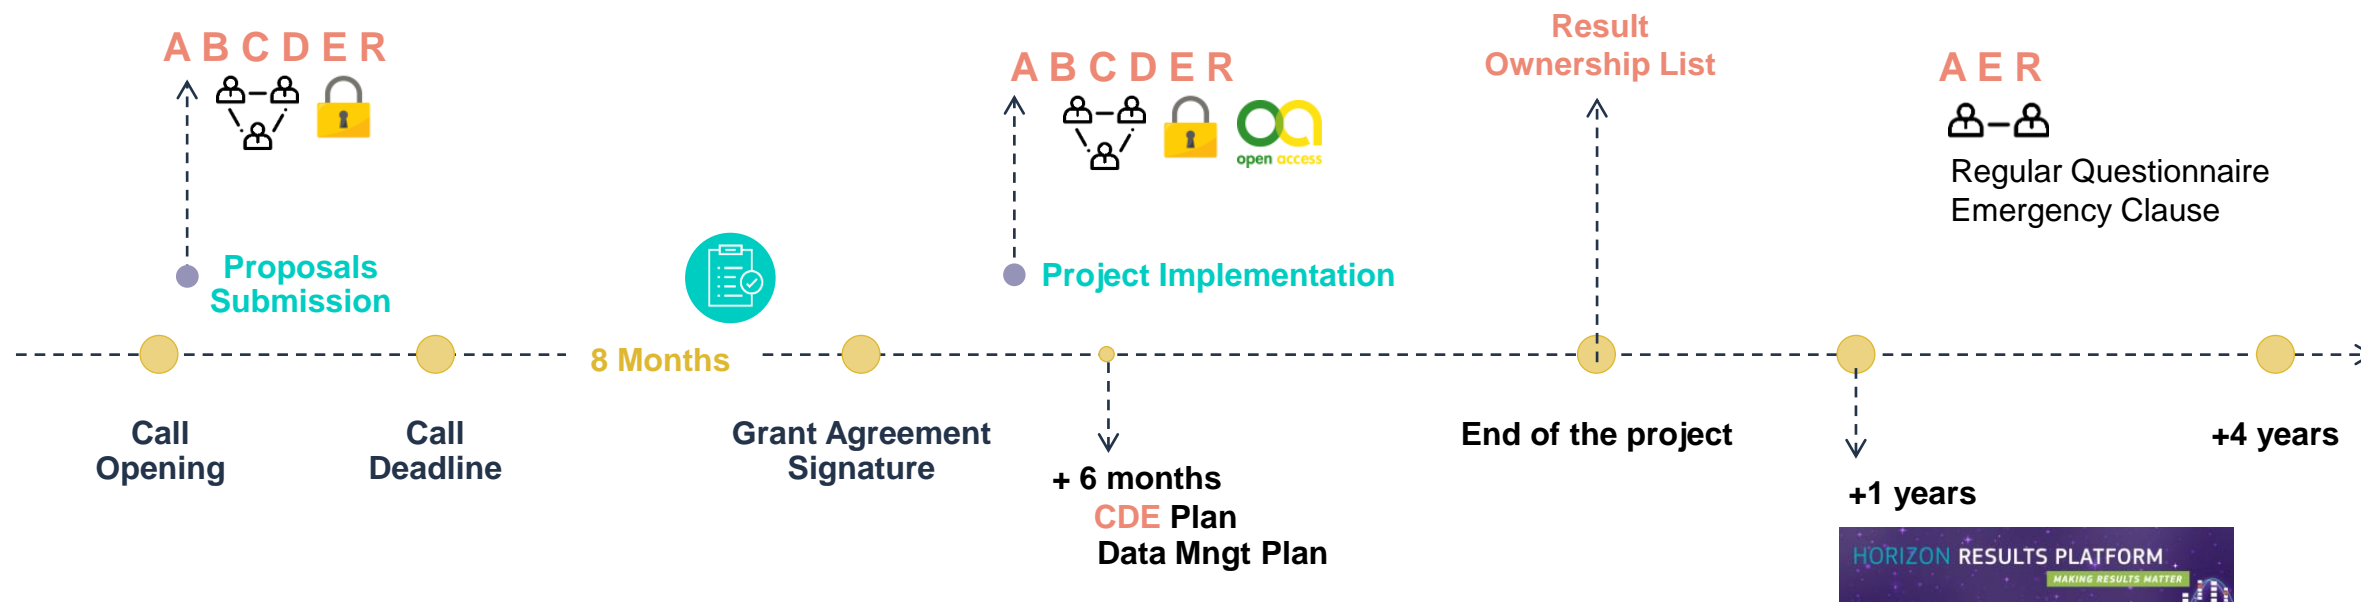 A B C D E R
Proposals
Submission
8 Months
A B C D E R
open access
Project Implementation
Result
Ownership List
A E R
Regular Questionnaire
Emergency Clause
Call
Opening
Call
Deadline
Grant Agreement
Signature
+ 6 months
CDE Plan
Data Mngt Plan
End of the project
+1 years
+4 years
HORIZON RESULTS PLATFORM
MAKING RESULTS MATTER